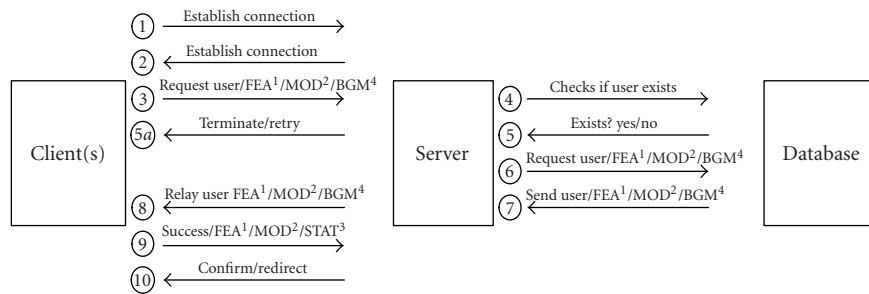 1 Establish connection
2 Establish connection
3 Request user/FEA¹/MOD²/BGM⁴
4 Checks if user exists
5a Terminate/retry
5 Exists? yes/no
Client(s)
Server
Database
6 Request user/FEA¹/MOD²/BGM⁴
8 Relay user FEA¹/MOD²/BGM⁴
7 Send user/FEA¹/MOD²/BGM⁴
9 Success/FEA¹/MOD²/STAT³
10 Confirm/redirect